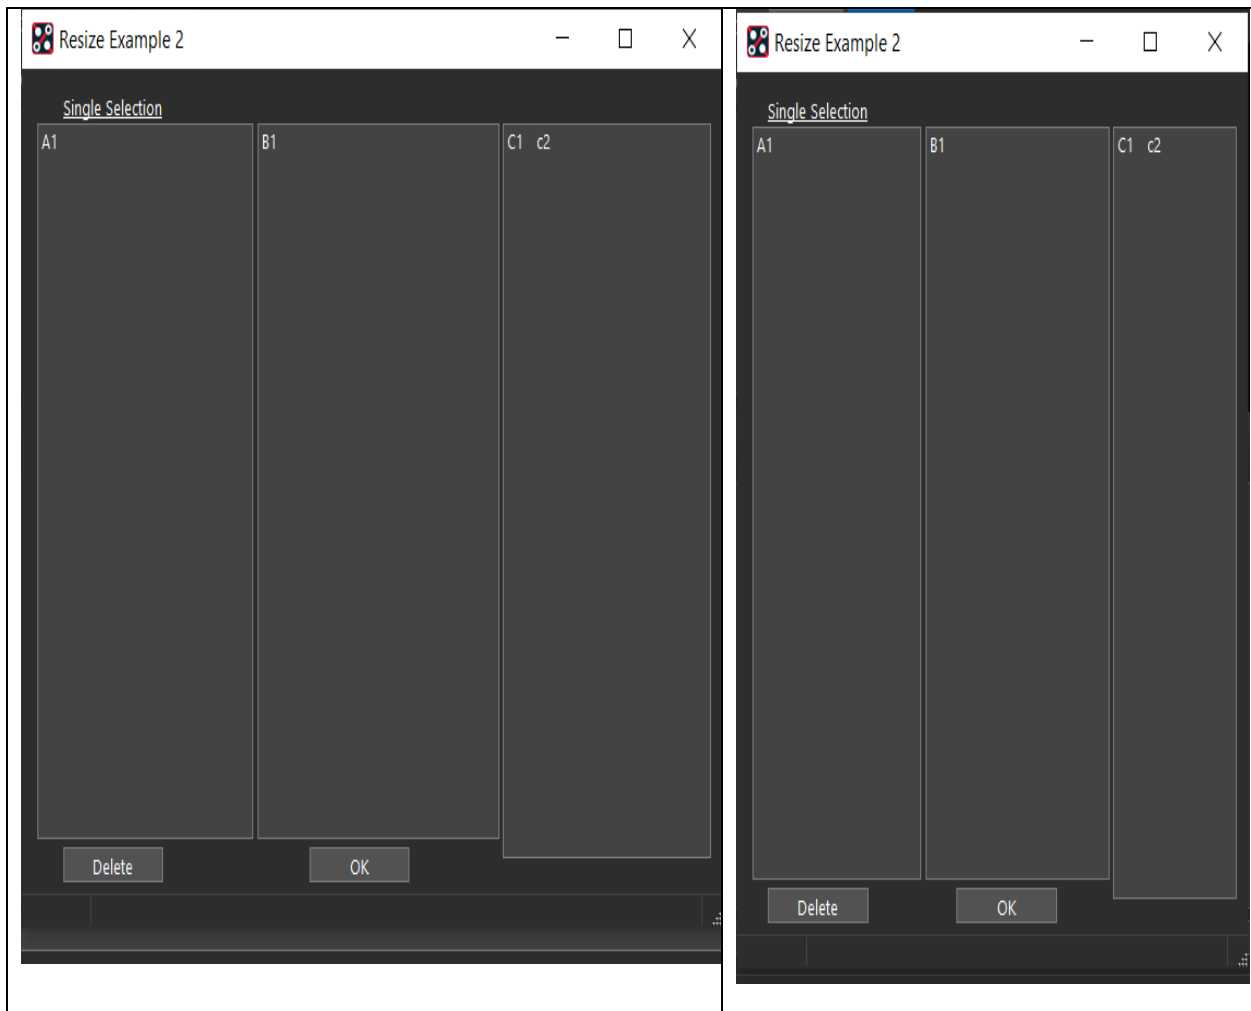 Resize Example 2
Single Selection
A1
B1
C1 c2
Delete
OK
Resize Example 2
Single Selection
A1
B1
C1 c2
Delete
OK